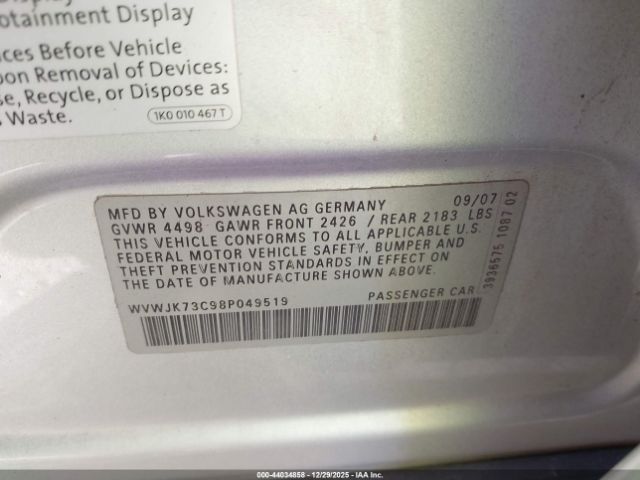 Display
otainment Display
ces Before Vehicle
pon Removal of Devices:
se, Recycle, or Dispose as
Waste.
1K0 010 467 T
MFD BY VOLKSWAGEN AG GERMANY 09/07
GVWR 4498 GAWR FRONT 2426 / REAR 2183 LBS
THIS VEHICLE CONFORMS TO ALL APPLICABLE U.S.
FEDERAL MOTOR VEHICLE SAFETY, BUMPER AND
THEFT PREVENTION STANDARDS IN EFFECT ON
THE DATE OF MANUFACTURE SHOWN ABOVE.
WVWJK73C98P049519 PASSENGER CAR
3936575 1087 02
000-44034858 - 12/29/2025 - IAA Inc.